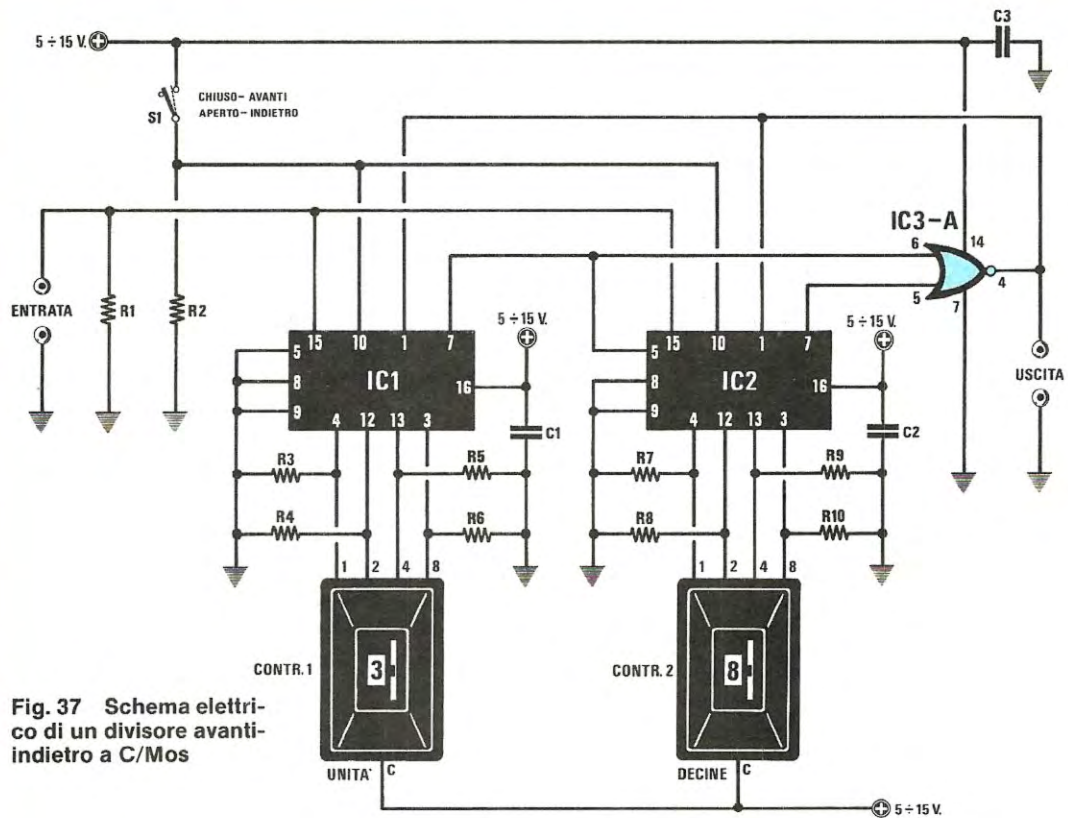 C3
5 ÷ 15 V.
S1
CHIUSO - AVANTI
APERTO - INDIETRO
IC3-A
6
14
5
7
4
ENTRATA
R1
R2
USCITA
5 ÷ 15 V.
5 ÷ 15 V.
15 10 1 7
5
8
9
IC1
16
4 12 13 3
C1
15 10 1 7
5
8
9
IC2
16
4 12 13 3
C2
R3
R5
R4
R6
R7
R9
R8
R10
1 2 4 8
1 2 4 8
CONTR. 1
3
CONTR. 2
8
UNITA' C
DECINE C
5 ÷ 15 V.
Fig. 37 Schema elettri-
co di un divisore avanti-
indietro a C/Mos